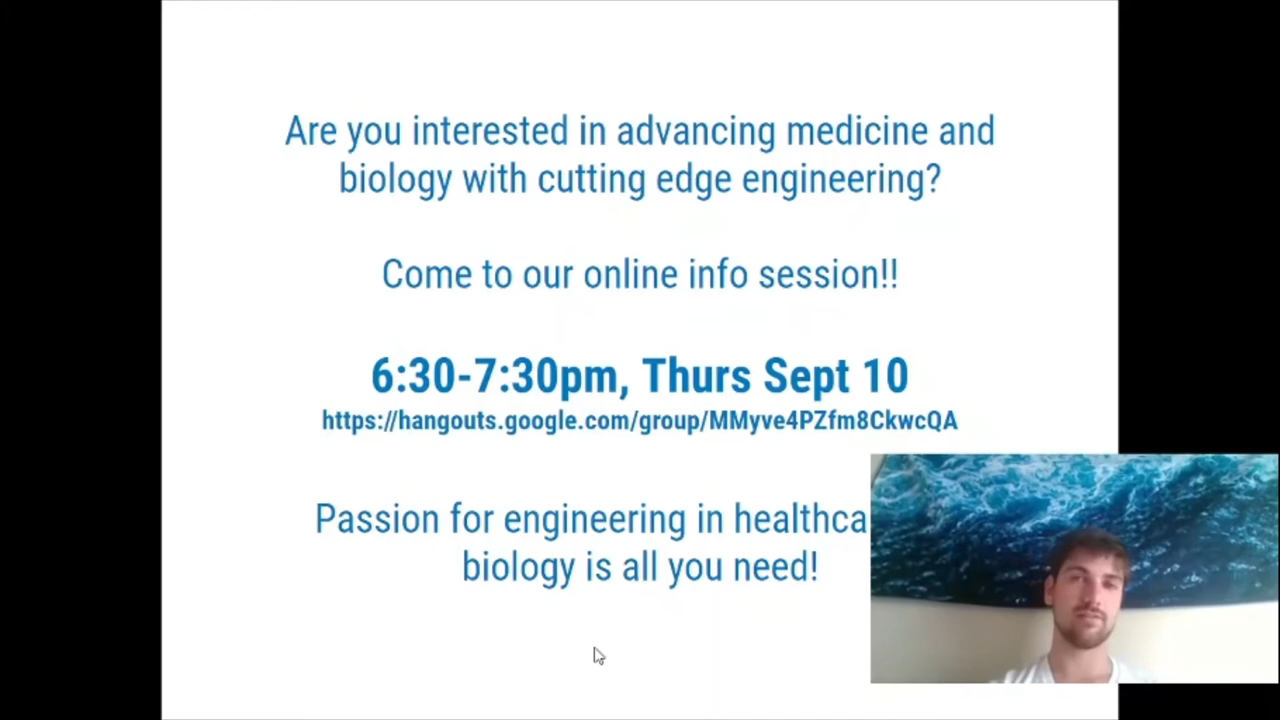 Are you interested in advancing medicine and
biology with cutting edge engineering?
Come to our online info session!!
6:30-7:30pm, Thurs Sept 10
https://hangouts.google.com/group/MMyve4PZfm8CkwcQA
Passion for engineering in healthca
biology is all you need!